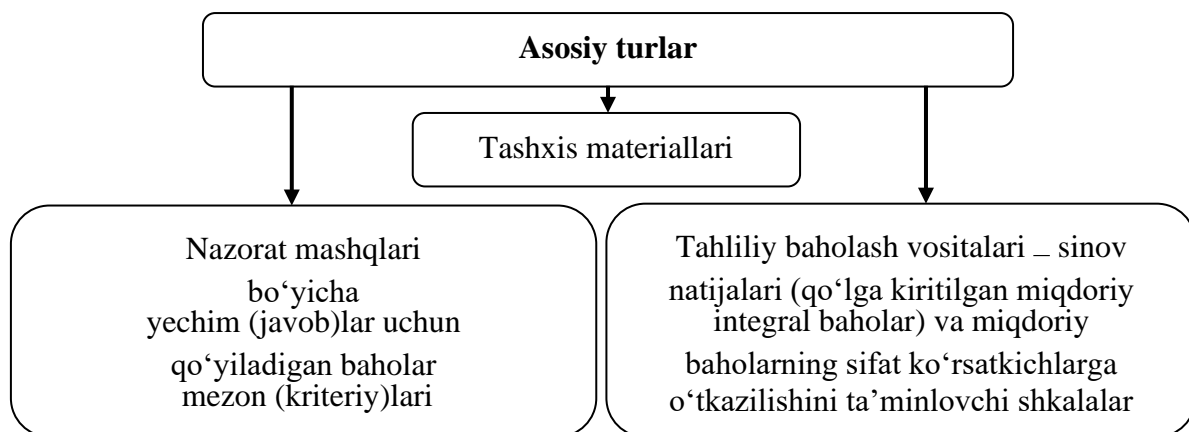 Asosiy turlar
Tashxis materiallari
Nazorat mashqlari
bo‘yicha
yechim (javob)lar uchun
qo‘yiladigan baholar
mezon (kriteriy)lari
Tahliliy baholash vositalari – sinov
natijalari (qo‘lga kiritilgan miqdoriy
integral baholar) va miqdoriy
baholarning sifat ko‘rsatkichlarga
o‘tkazilishini ta’minlovchi shkalalar